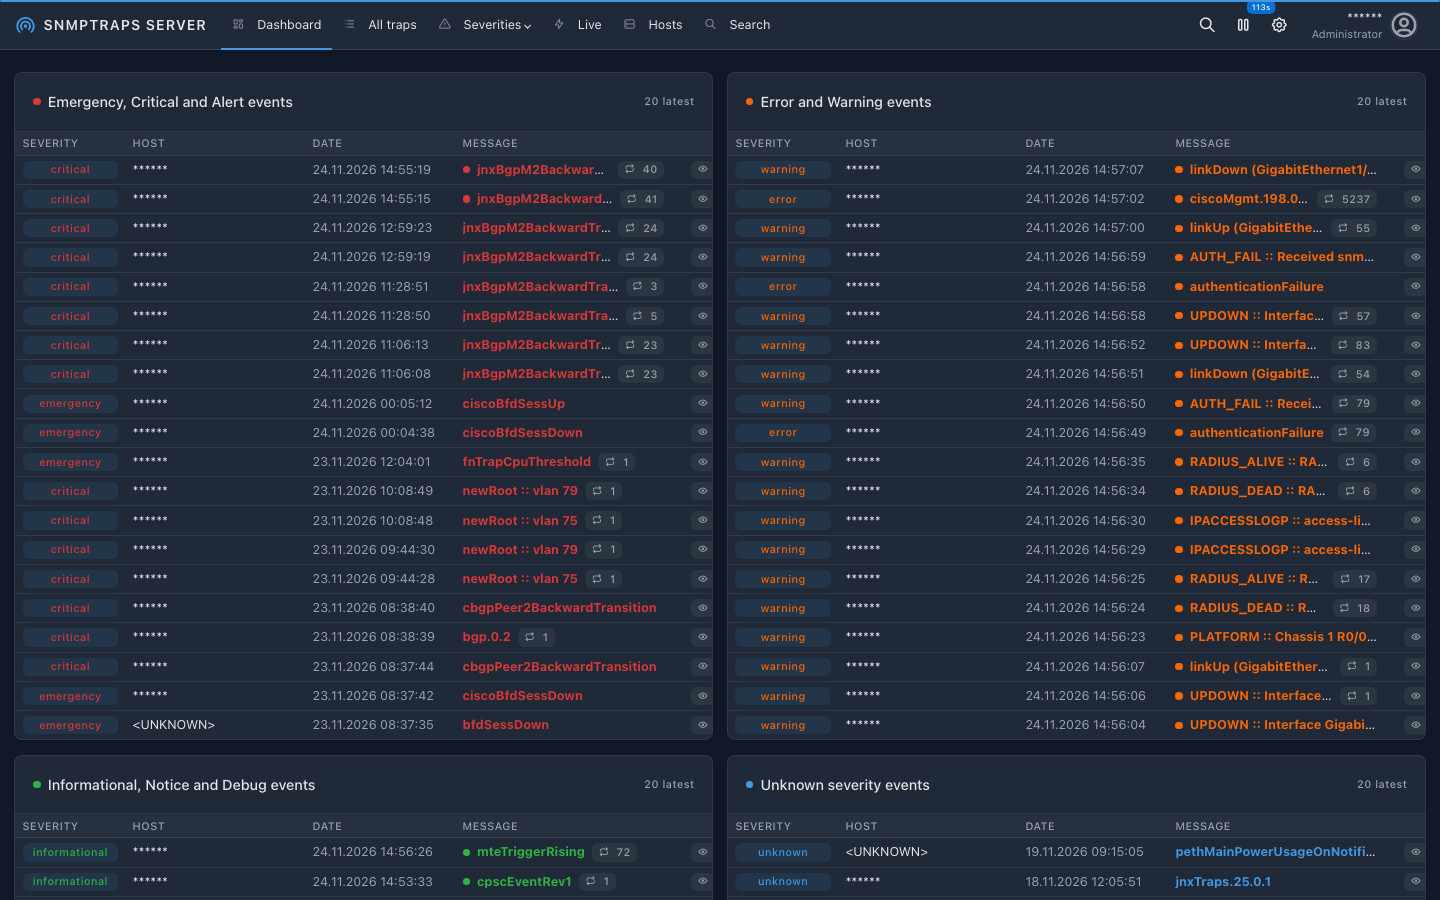 113s
SNMPTRAPS SERVER Dashboard All traps Severities Live Hosts Search ****** Administrator
Emergency, Critical and Alert events 20 latest
SEVERITY HOST DATE MESSAGE
critical ****** 24.11.2026 14:55:19 jnxBgpM2Backwar... 40
critical ****** 24.11.2026 14:55:15 jnxBgpM2Backward... 41
critical ****** 24.11.2026 12:59:23 jnxBgpM2BackwardTr... 24
critical ****** 24.11.2026 12:59:19 jnxBgpM2BackwardTr... 24
critical ****** 24.11.2026 11:28:51 jnxBgpM2BackwardTra... 3
critical ****** 24.11.2026 11:28:50 jnxBgpM2BackwardTra... 5
critical ****** 24.11.2026 11:06:13 jnxBgpM2BackwardTr... 23
critical ****** 24.11.2026 11:06:08 jnxBgpM2BackwardTr... 23
emergency ****** 24.11.2026 00:05:12 ciscoBfdSessUp
emergency ****** 24.11.2026 00:04:38 ciscoBfdSessDown
emergency ****** 23.11.2026 12:04:01 fnTrapCpuThreshold 1
critical ****** 23.11.2026 10:08:49 newRoot :: vlan 79 1
critical ****** 23.11.2026 10:08:48 newRoot :: vlan 75 1
critical ****** 23.11.2026 09:44:30 newRoot :: vlan 79 1
critical ****** 23.11.2026 09:44:28 newRoot :: vlan 75 1
critical ****** 23.11.2026 08:38:40 cbgpPeer2BackwardTransition
critical ****** 23.11.2026 08:38:39 bgp.0.2 1
critical ****** 23.11.2026 08:37:44 cbgpPeer2BackwardTransition
emergency ****** 23.11.2026 08:37:42 ciscoBfdSessDown
emergency <UNKNOWN> 23.11.2026 08:37:35 bfdSessDown
Error and Warning events 20 latest
SEVERITY HOST DATE MESSAGE
warning ****** 24.11.2026 14:57:07 linkDown (GigabitEthernet1/...
error ****** 24.11.2026 14:57:02 ciscoMgmt.198.0... 5237
warning ****** 24.11.2026 14:57:00 linkUp (GigabitEthe... 55
warning ****** 24.11.2026 14:56:59 AUTH_FAIL :: Received snm...
error ****** 24.11.2026 14:56:58 authenticationFailure
warning ****** 24.11.2026 14:56:58 UPDOWN :: Interfac... 57
warning ****** 24.11.2026 14:56:52 UPDOWN :: Interfa... 83
warning ****** 24.11.2026 14:56:51 linkDown (GigabitE... 54
warning ****** 24.11.2026 14:56:50 AUTH_FAIL :: Recei... 79
error ****** 24.11.2026 14:56:49 authenticationFailure 79
warning ****** 24.11.2026 14:56:35 RADIUS_ALIVE :: RA... 6
warning ****** 24.11.2026 14:56:34 RADIUS_DEAD :: RA... 6
warning ****** 24.11.2026 14:56:30 IPACCESSLOGP :: access-li...
warning ****** 24.11.2026 14:56:29 IPACCESSLOGP :: access-li...
warning ****** 24.11.2026 14:56:25 RADIUS_ALIVE :: R... 17
warning ****** 24.11.2026 14:56:24 RADIUS_DEAD :: R... 18
warning ****** 24.11.2026 14:56:23 PLATFORM :: Chassis 1 R0/0...
warning ****** 24.11.2026 14:56:07 linkUp (GigabitEther... 1
warning ****** 24.11.2026 14:56:06 UPDOWN :: Interface... 1
warning ****** 24.11.2026 14:56:04 UPDOWN :: Interface Gigabi...
Informational, Notice and Debug events 20 latest
SEVERITY HOST DATE MESSAGE
informational ****** 24.11.2026 14:56:26 mteTriggerRising 72
informational ****** 24.11.2026 14:53:33 cpscEventRev1 1
Unknown severity events 20 latest
SEVERITY HOST DATE MESSAGE
unknown <UNKNOWN> 19.11.2026 09:15:05 pethMainPowerUsageOnNotifi...
unknown ****** 18.11.2026 12:05:51 jnxTraps.25.0.1